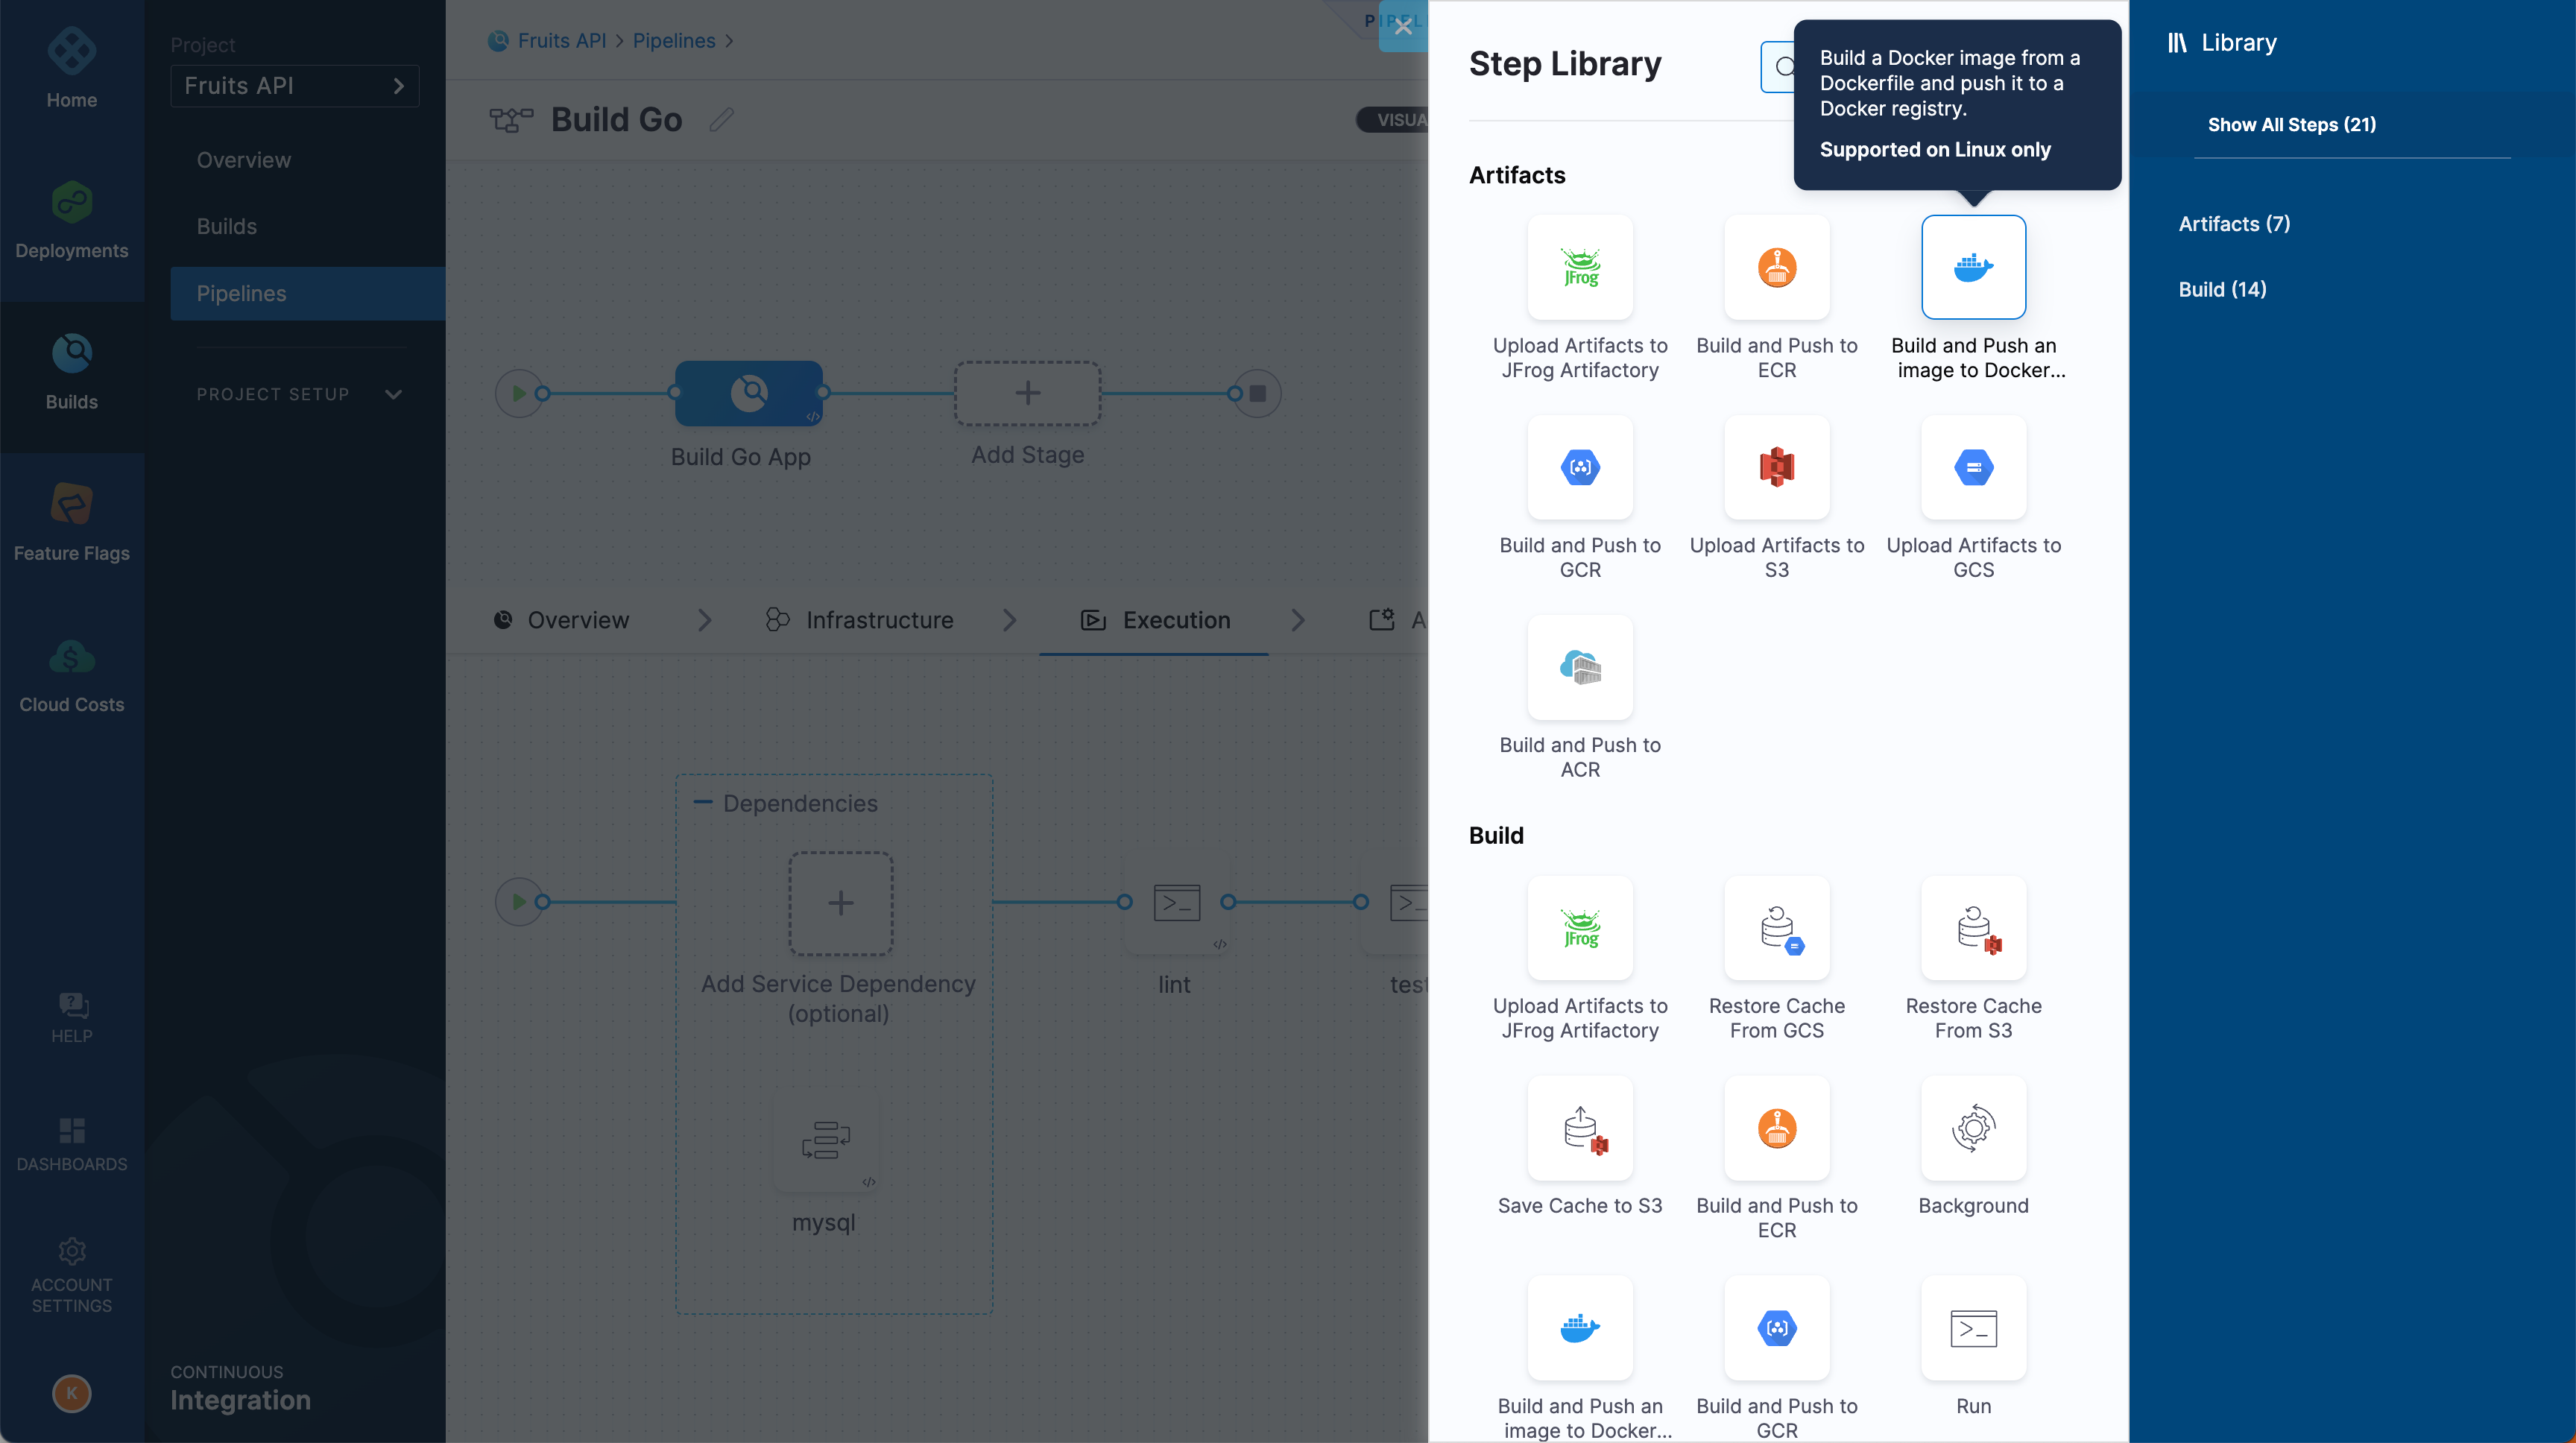 Home
Deployments
Builds
Feature Flags
Cloud Costs
HELP
DASHBOARDS
ACCOUNT
SETTINGS
K
Project
Fruits API
Overview
Builds
Pipelines
PROJECT SETUP
CONTINUOUS
Integration
Fruits API > Pipelines >
Build Go
VISUA
PIPEL
Build Go App
Add Stage
Overview
Infrastructure
Execution
A
Dependencies
Add Service Dependency
(optional)
mysql
lint
test
Step Library
Build a Docker image from a
Dockerfile and push it to a
Docker registry.
Supported on Linux only
Artifacts
JFrog
Upload Artifacts to
JFrog Artifactory
Build and Push to
ECR
Build and Push an
image to Docker...
Build and Push to
GCR
Upload Artifacts to
S3
Upload Artifacts to
GCS
Build and Push to
ACR
Build
JFrog
Upload Artifacts to
JFrog Artifactory
Restore Cache
From GCS
Restore Cache
From S3
Save Cache to S3
Build and Push to
ECR
Background
Build and Push an
image to Docker...
Build and Push to
GCR
Run
Library
Show All Steps (21)
Artifacts (7)
Build (14)